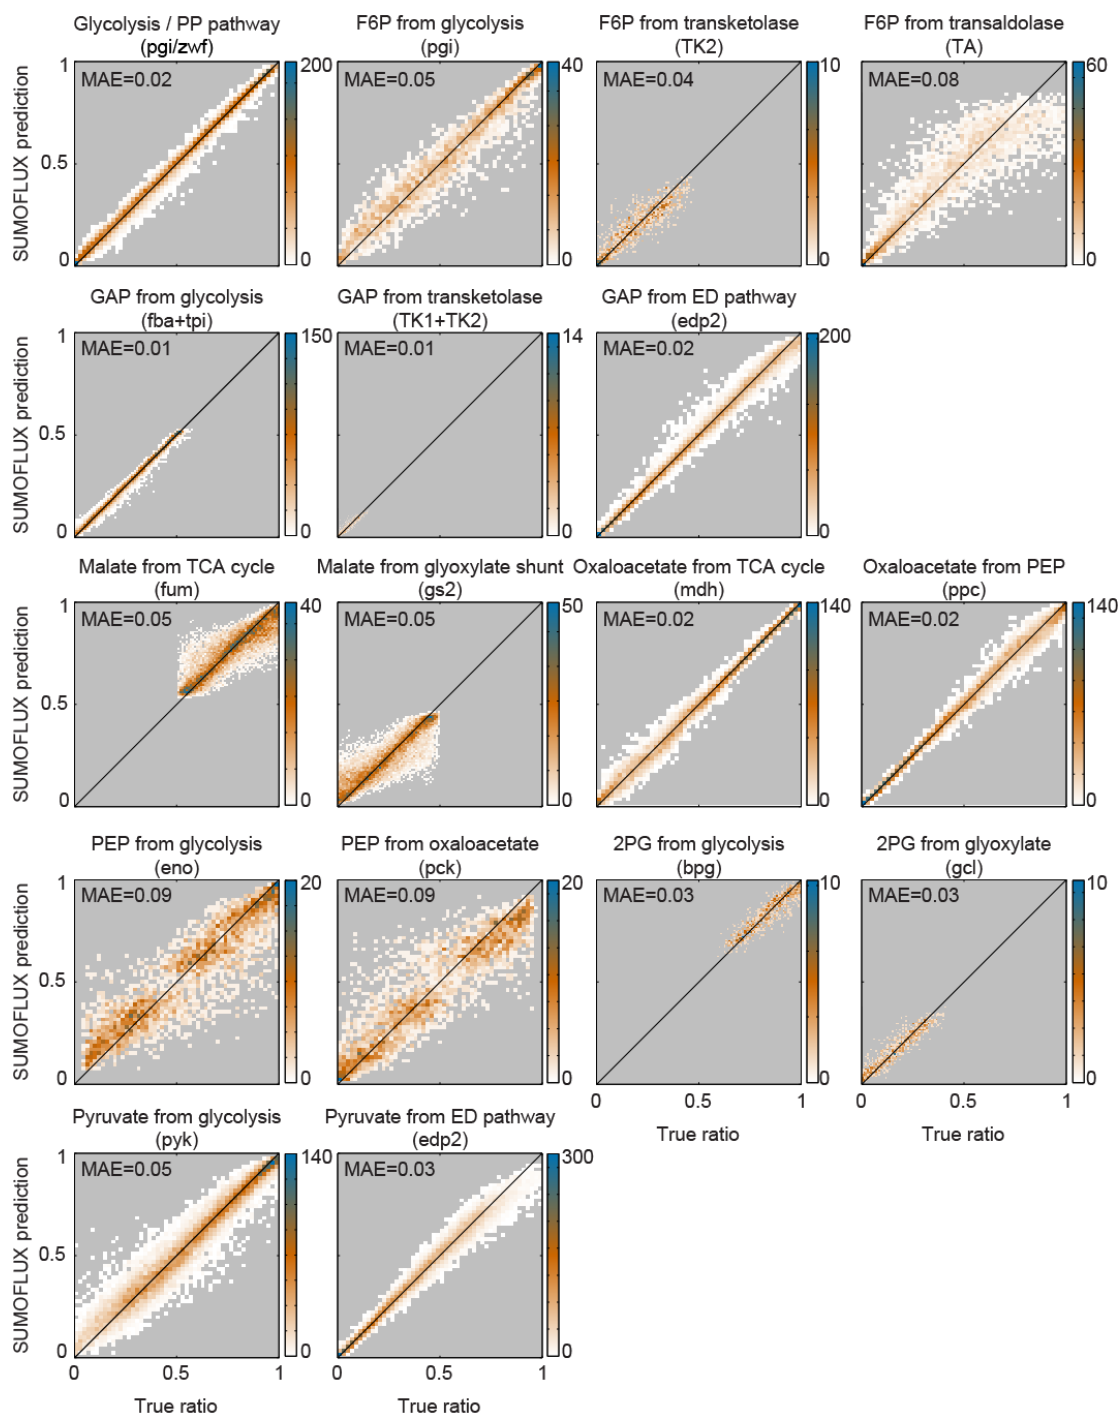 Glycolysis / PP pathway
(pgi/zwf)
F6P from glycolysis
(pgi)
F6P from transketolase
(TK2)
F6P from transaldolase
(TA)
SUMOFLUX prediction
1
0.5
0
MAE=0.02
200
0
MAE=0.05
40
0
MAE=0.04
10
0
MAE=0.08
60
0
GAP from glycolysis
(fba+tpi)
GAP from transketolase
(TK1+TK2)
GAP from ED pathway
(edp2)
SUMOFLUX prediction
1
0.5
0
MAE=0.01
150
0
MAE=0.01
14
0
MAE=0.02
200
0
Malate from TCA cycle
(fum)
Malate from glyoxylate shunt
(gs2)
Oxaloacetate from TCA cycle
(mdh)
Oxaloacetate from PEP
(ppc)
SUMOFLUX prediction
1
0.5
0
MAE=0.05
40
0
MAE=0.05
50
0
MAE=0.02
140
0
MAE=0.02
140
0
PEP from glycolysis
(eno)
PEP from oxaloacetate
(pck)
2PG from glycolysis
(bpg)
2PG from glyoxylate
(gcl)
SUMOFLUX prediction
1
0.5
0
MAE=0.09
20
0
MAE=0.09
20
0
MAE=0.03
10
0
MAE=0.03
10
0
0 0.5 1
True ratio
0 0.5 1
True ratio
Pyruvate from glycolysis
(pyk)
Pyruvate from ED pathway
(edp2)
SUMOFLUX prediction
1
0.5
0
MAE=0.05
140
0
MAE=0.03
300
0
0 0.5 1
True ratio
0 0.5 1
True ratio